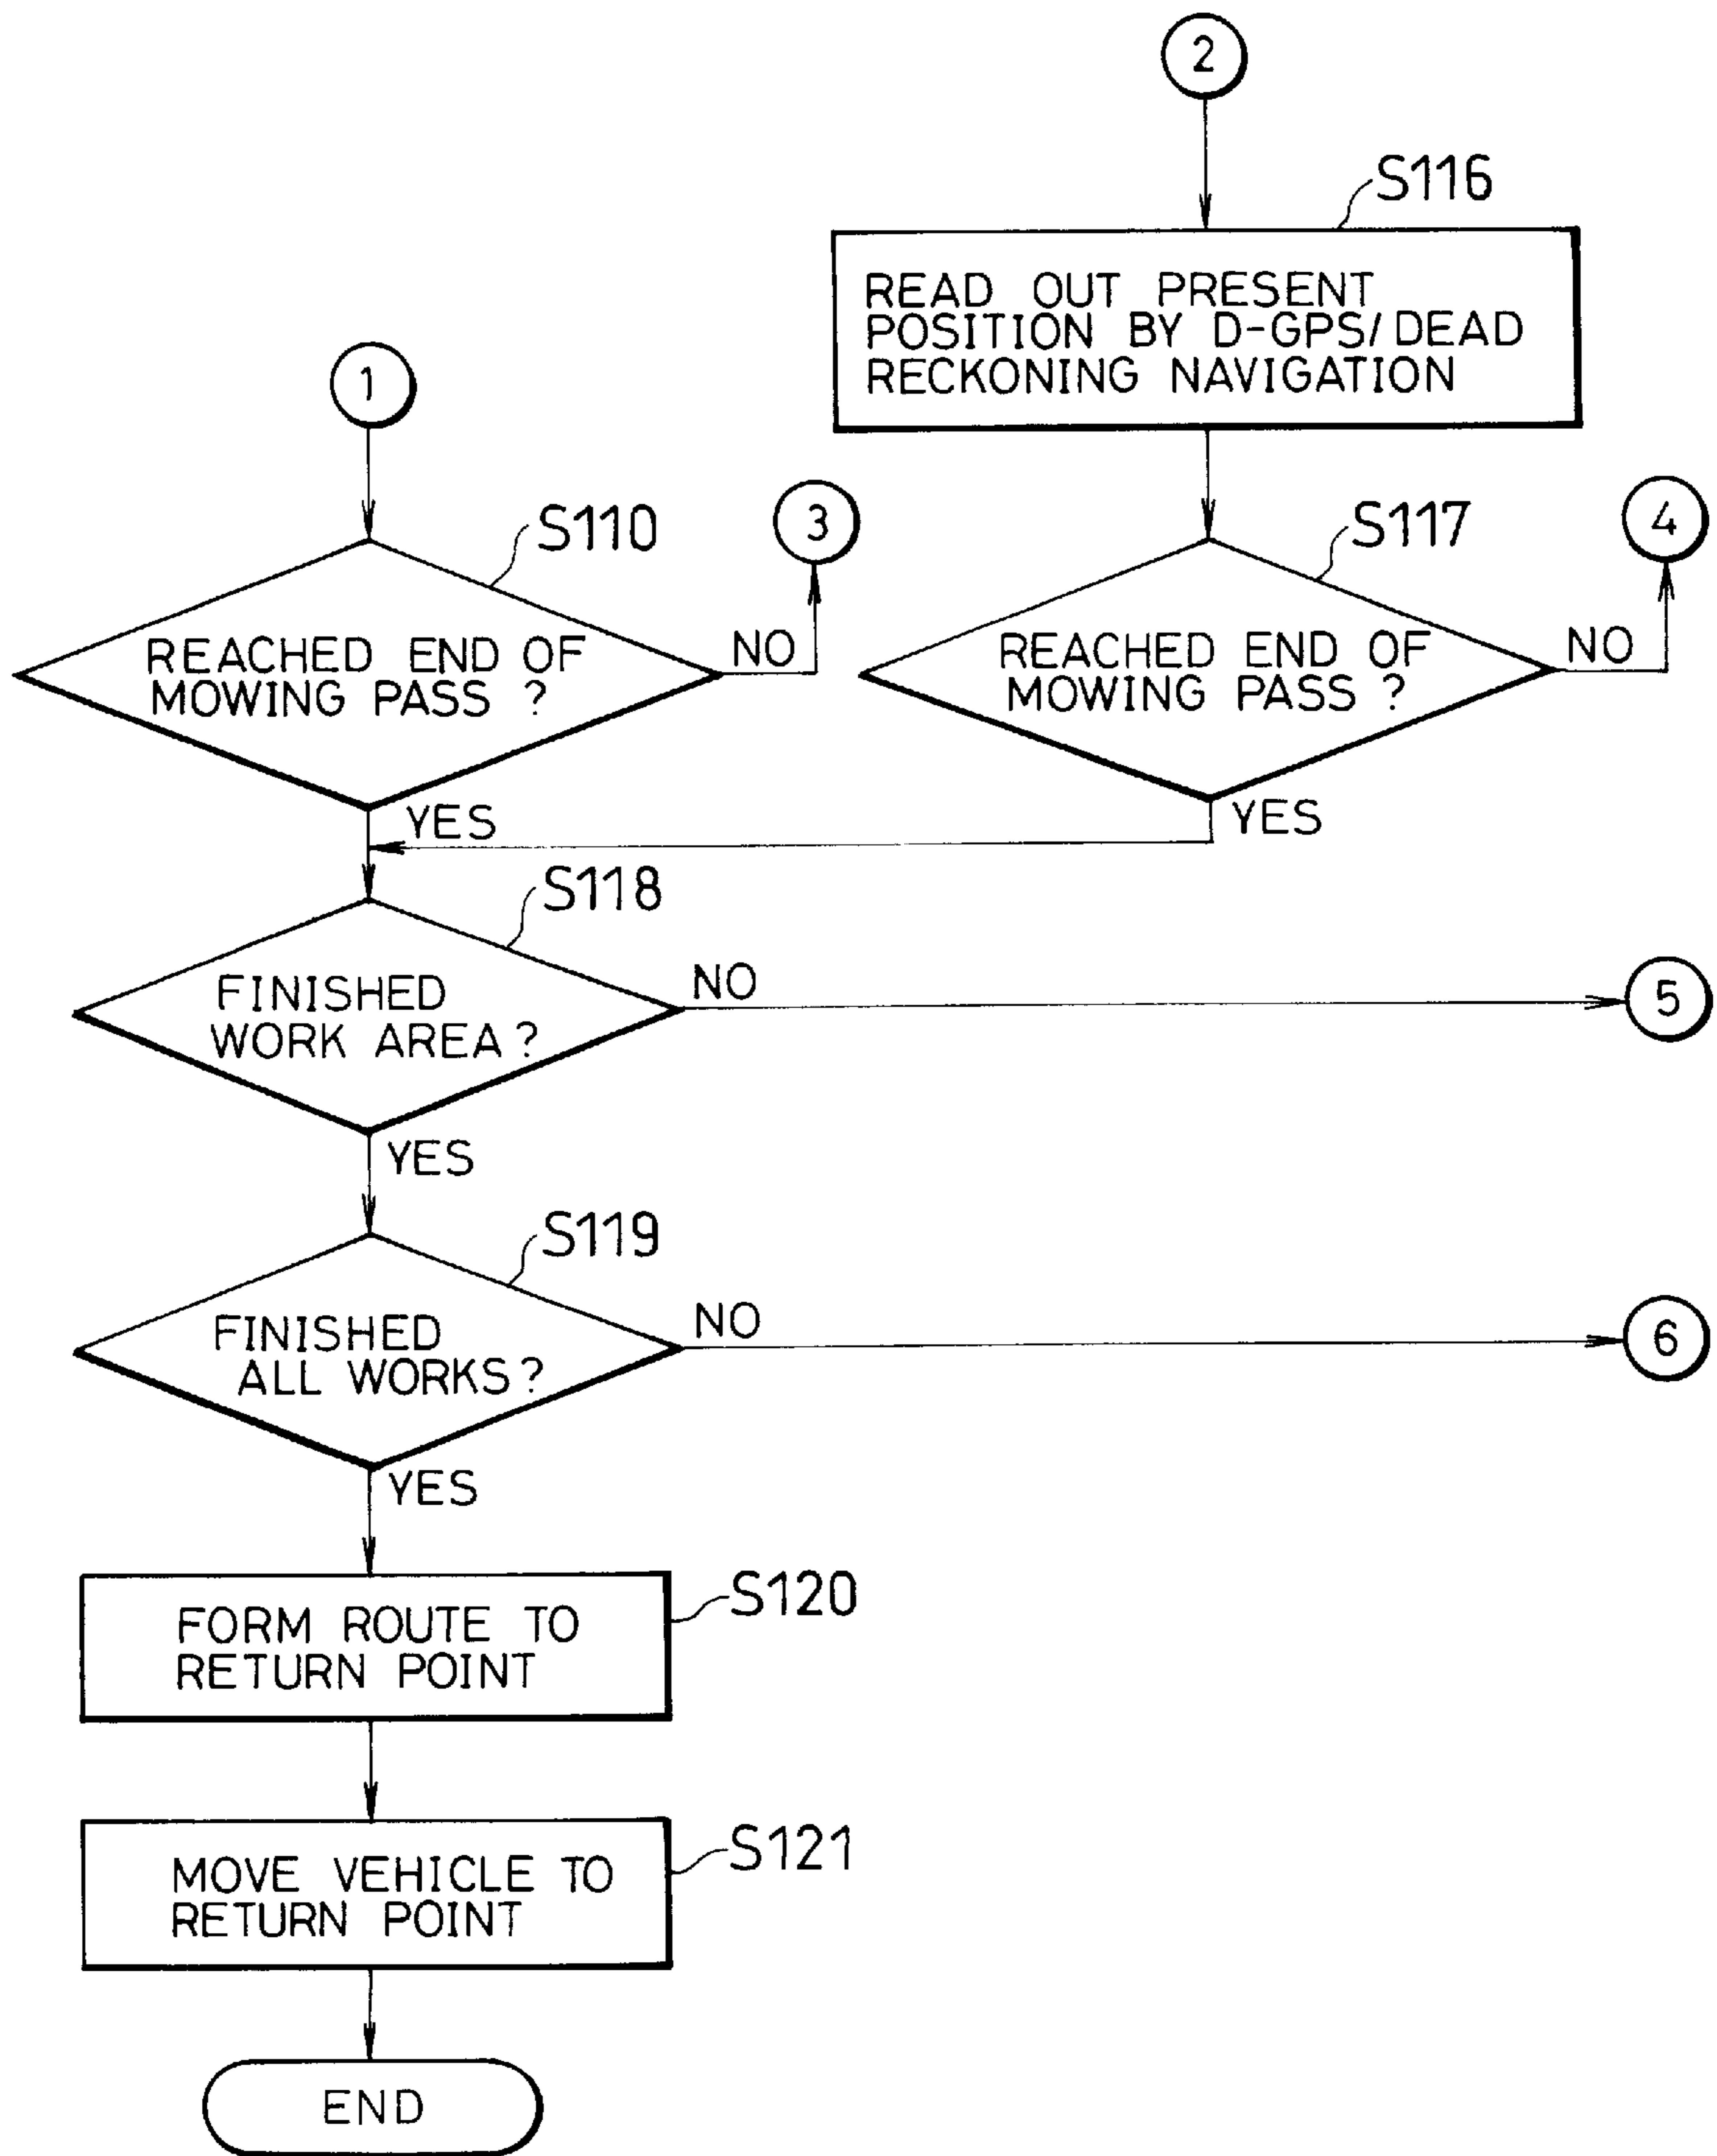 2
S116
READ OUT PRESENT
POSITION BY D-GPS/DEAD
RECKONING NAVIGATION
1
S110
3
S117
4
REACHED END OF
MOWING PASS ?
NO
REACHED END OF
MOWING PASS ?
NO
YES
YES
S118
FINISHED
WORK AREA?
NO
5
YES
S119
FINISHED
ALL WORKS?
NO
6
YES
S120
FORM ROUTE TO
RETURN POINT
S121
MOVE VEHICLE TO
RETURN POINT
END